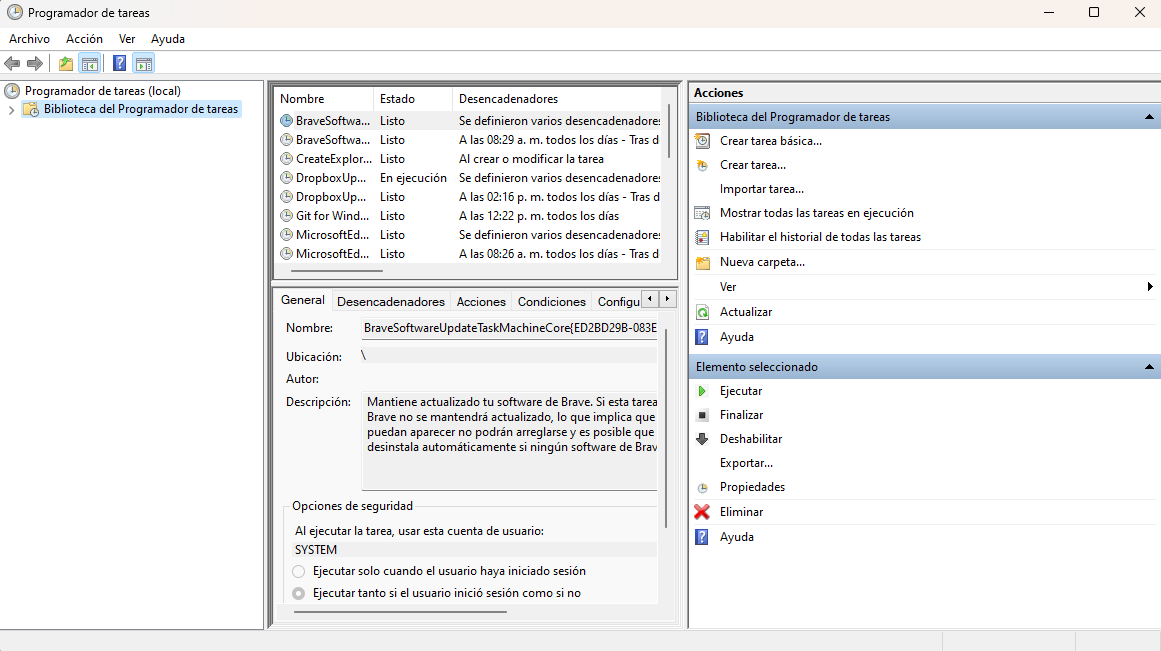 Programador de tareas
Archivo Acción Ver Ayuda
Programador de tareas (local)
Biblioteca del Programador de tareas
Nombre Estado Desencadenadores
BraveSoftwa... Listo Se definieron varios desencadenadores
BraveSoftwa... Listo A las 08:29 a. m. todos los días - Tras d
CreateExplor... Listo Al crear o modificar la tarea
DropboxUp... En ejecución Se definieron varios desencadenadores
DropboxUp... Listo A las 02:16 p. m. todos los días - Tras d
Git for Wind... Listo A las 12:22 p. m. todos los días
MicrosoftEd... Listo Se definieron varios desencadenadores
MicrosoftEd... Listo A las 08:26 a. m. todos los días - Tras d
General Desencadenadores Acciones Condiciones Configu
Nombre: BraveSoftwareUpdateTaskMachineCore{ED2BD29B-083E
Ubicación: \
Autor:
Descripción: Mantiene actualizado tu software de Brave. Si esta tarea
Brave no se mantendrá actualizado, lo que implica que
puedan aparecer no podrán arreglarse y es posible que
desinstala automáticamente si ningún software de Brav
Opciones de seguridad
Al ejecutar la tarea, usar esta cuenta de usuario:
SYSTEM
Ejecutar solo cuando el usuario haya iniciado sesión
Ejecutar tanto si el usuario inició sesión como si no
Acciones
Biblioteca del Programador de tareas
Crear tarea básica...
Crear tarea...
Importar tarea...
Mostrar todas las tareas en ejecución
Habilitar el historial de todas las tareas
Nueva carpeta...
Ver
Actualizar
Ayuda
Elemento seleccionado
Ejecutar
Finalizar
Deshabilitar
Exportar...
Propiedades
Eliminar
Ayuda